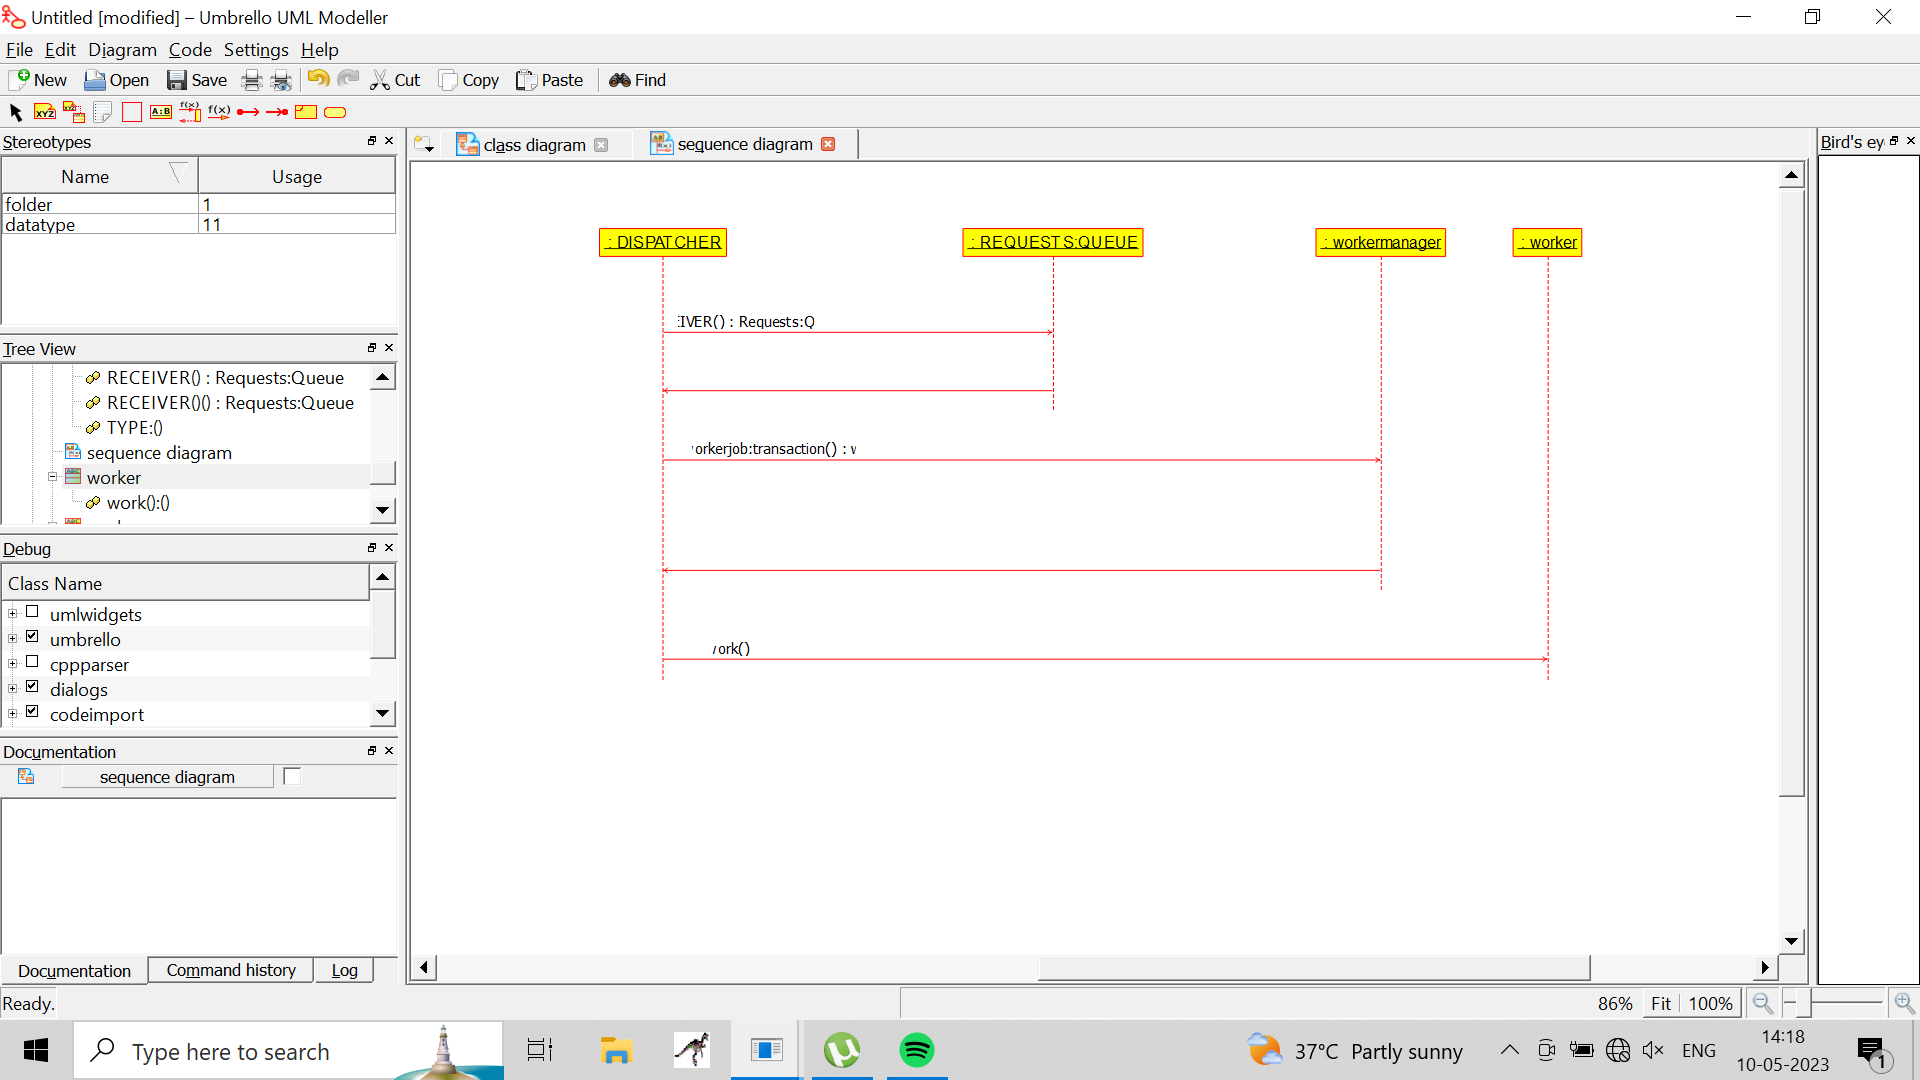 Untitled [modified] – Umbrello UML Modeller
File Edit Diagram Code Settings Help
New Open Save Cut Copy Paste Find
XYZ XYZ A:B f(x) f(x)
Stereotypes
Name Usage
folder 1
datatype 11
Tree View
RECEIVER() : Requests:Queue
RECEIVER()() : Requests:Queue
TYPE:()
sequence diagram
worker
work():()
Debug
Class Name
umlwidgets
umbrello
cppparser
dialogs
codeimport
Documentation
sequence diagram
Documentation Command history Log
class diagram sequence diagram
: DISPATCHER : REQUESTS:QUEUE : workermanager : worker
EIVER() : Requests:Q
orkerjob:transaction() : w
ork()
Bird's ey
Ready.
86% Fit 100%
Type here to search
37°C Partly sunny
ENG
14:18
10-05-2023
1